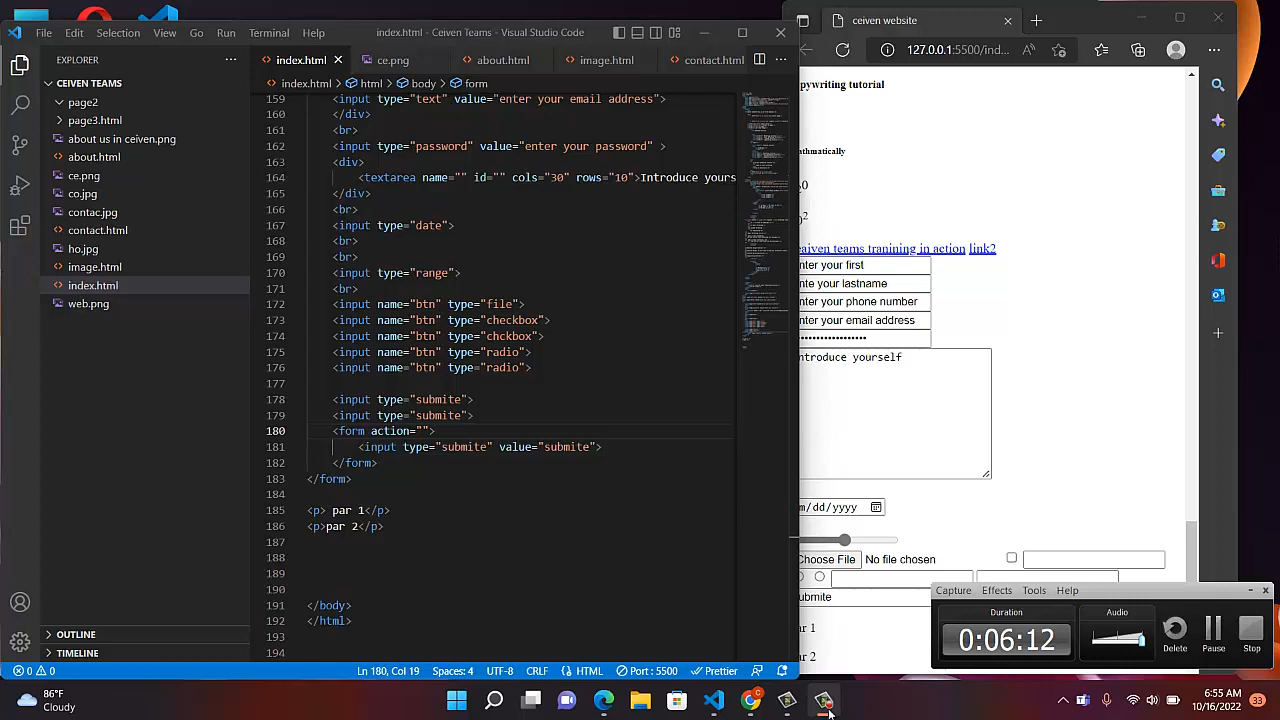 File Edit Selection View Go Run Terminal Help
index.html - Ceiven Teams - Visual Studio Code
ceiven website
127.0.0.1:5500/ind...
EXPLORER
CEIVEN TEAMS
page2
page3.html
about us in ceiven.png
about.html
ce.png
contac.jpg
contact.html
fb.jpg
image.html
index.html
web.png
OUTLINE
TIMELINE
index.html
ce.png
about.html
image.html
contact.html
index.html > html > body > form
159 <input type="text" value="enter your email address">
160 </div>
161 <br>
162 <input type="password" value="enter your password" >
163 <div>
164 <textarea name="" id="" cols="30" rows="10">Introduce yours
165 </div>
166 <br>
167 <input type="date">
168 <br>
169 <br>
170 <input type="range">
171 <br>
172 <input name="btn" type="file">
173 <input name="btn" type="checkbox">
174 <input name="btn" type="chckbox">
175 <input name="btn" type="radio">
176 <input name="btn" type="radio">
177
178 <input type="submite">
179 <input type="submite">
180 <form action="">
181 <input type="submite" value="submite">
182 </form>
183 </form>
184
185 <p> par 1</p>
186 <p>par 2</p>
187
188
189
190
191 </body>
192 </html>
193
194
0 0
Ln 180, Col 19
Spaces: 4
UTF-8
CRLF
HTML
Port : 5500
Prettier
pywriting tutorial
athmatically
0
2
eaiven teams tranining in action link2
nter your first
nte your lastname
nter your phone number
nter your email address
ntroduce yourself
m/dd/yyyy
Choose File No file chosen
ubmite
ar 1
ar 2
Capture Effects Tools Help
Duration
Audio
0:06:12
Delete
Pause
Stop
86°F
Cloudy
6:55 AM
10/16/2022
33